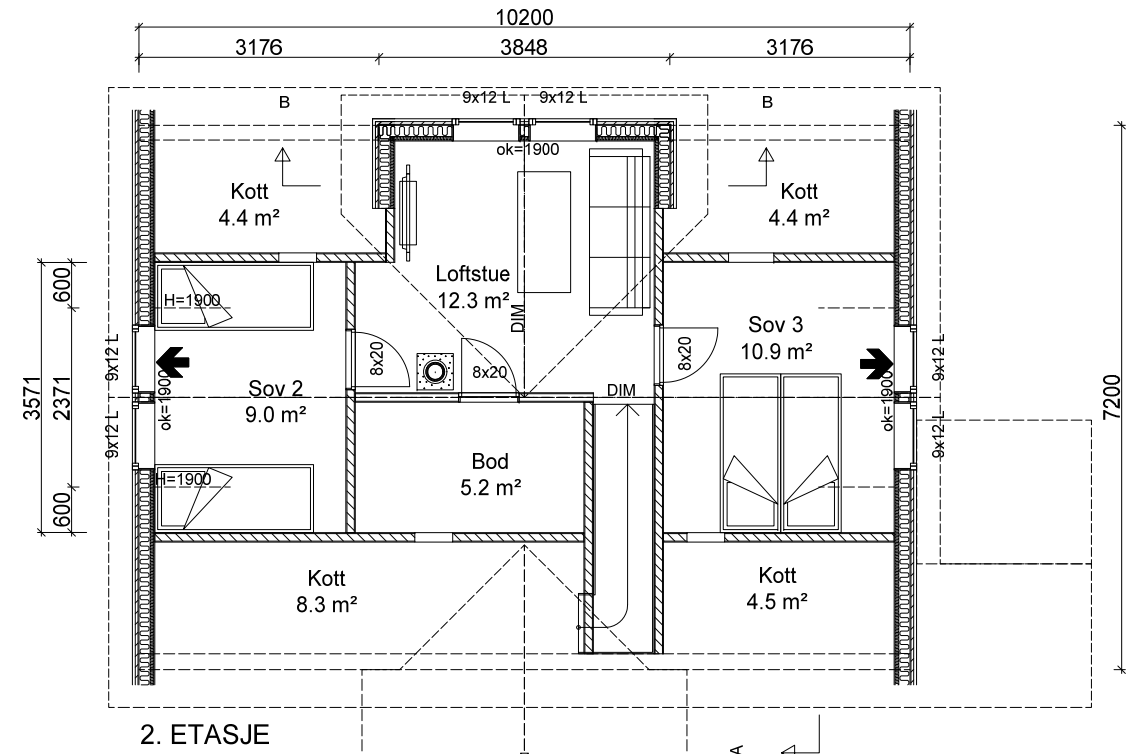 10200
3176 3848 3176
9x12 L 9x12 L
B B
ok=1900
Kott
4.4 m²
Kott
4.4 m²
Loftstue
12.3 m²
600
H=1900
DIM
Sov 3
10.9 m²
8x20
8x20
8x20
9x12 L
9x12 L
3571
2371
7200
Sov 2
9.0 m²
ok=1900
ok=1900
DIM
9x12 L
9x12 L
Bod
5.2 m²
H=1900
600
Kott
8.3 m²
Kott
4.5 m²
2. ETASJE
A